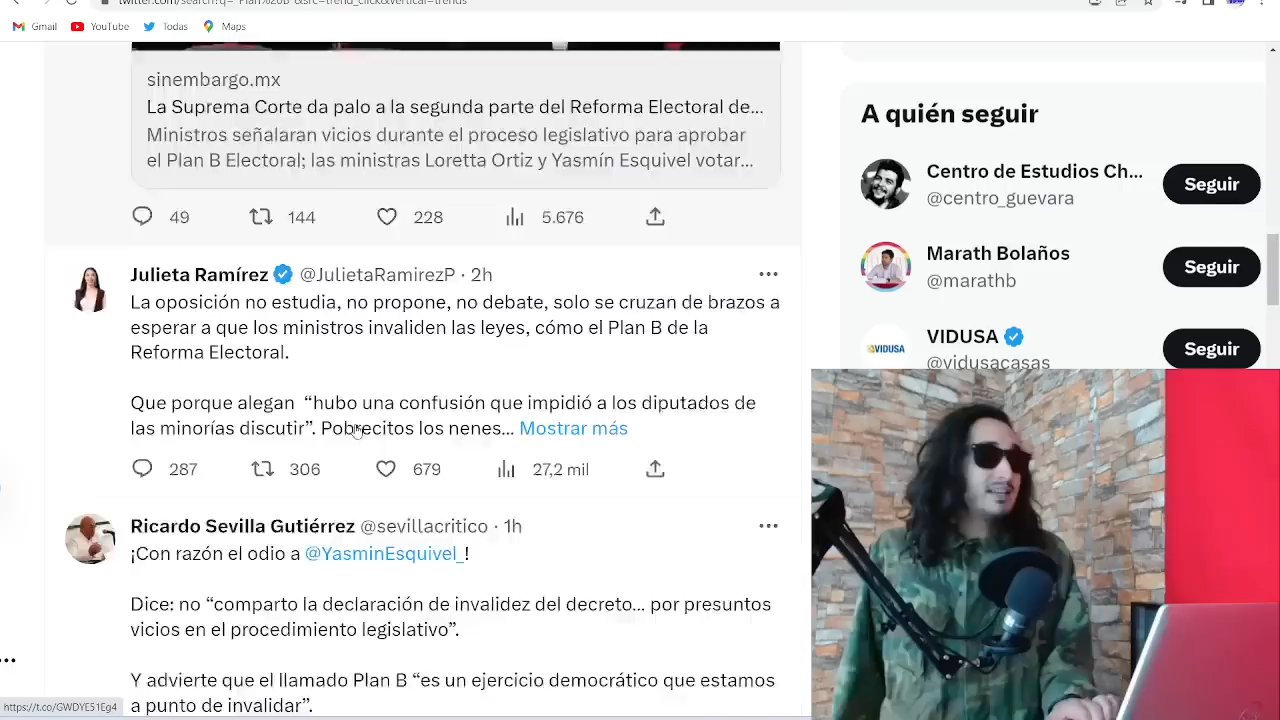 twitter.com/search?q=
Gmail
YouTube
Todas
Maps
sinembargo.mx
La Suprema Corte da palo a la segunda parte del Reforma Electoral de...
Ministros señalaran vicios durante el proceso legislativo para aprobar
el Plan B Electoral; las ministras Loretta Ortiz y Yasmín Esquivel votar...
49 144 228 5.676
Julieta Ramírez @JulietaRamirezP · 2h
La oposición no estudia, no propone, no debate, solo se cruzan de brazos a
esperar a que los ministros invaliden las leyes, cómo el Plan B de la
Reforma Electoral.
Que porque alegan “hubo una confusión que impidió a los diputados de
las minorías discutir”. Pobrecitos los nenes... Mostrar más
287 306 679 27,2 mil
Ricardo Sevilla Gutiérrez @sevillacritico · 1h
¡Con razón el odio a @YasminEsquivel_!
Dice: no “comparto la declaración de invalidez del decreto... por presuntos
vicios en el procedimiento legislativo”.
Y advierte que el llamado Plan B “es un ejercicio democrático que estamos
a punto de invalidar”.
https://t.co/GWDYE51Eg4
A quién seguir
Centro de Estudios Ch...
@centro_guevara
Seguir
Marath Bolaños
@marathb
Seguir
VIDUSA
@vidusacasas
Seguir
VIDUSA